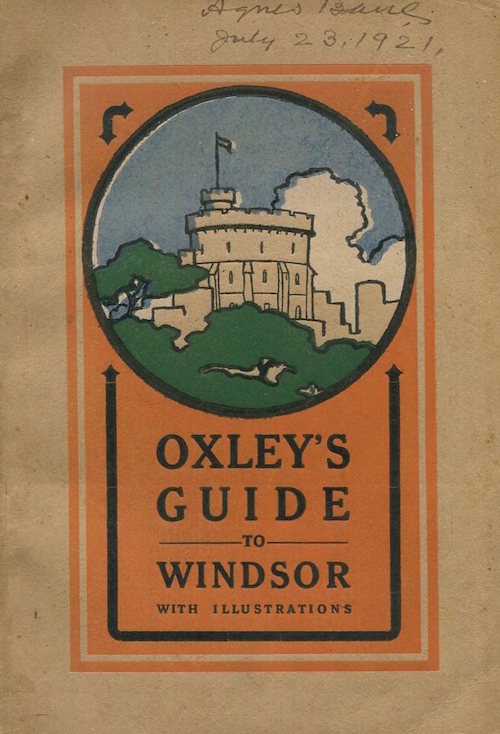 Agnes
July 23, 1921,
OXLEY'S
GUIDE
TO
WINDSOR
WITH ILLUSTRATIONS